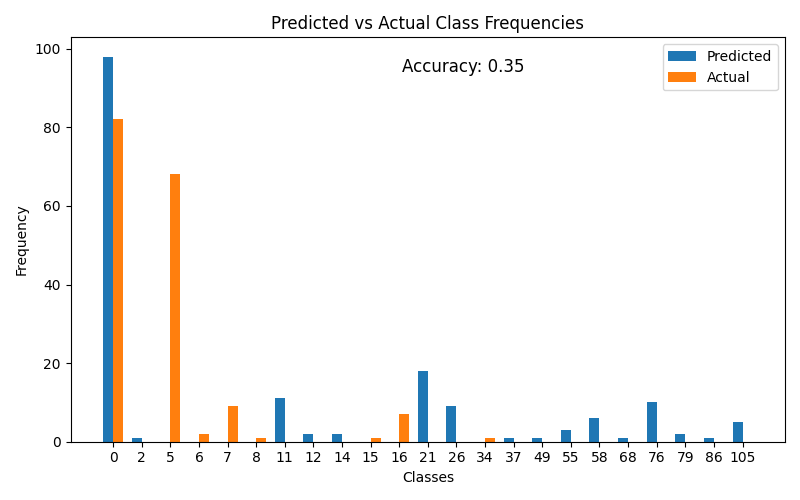 Predicted vs Actual Class Frequencies
Accuracy: 0.35
Predicted
Actual
Frequency
100
80
60
40
20
0
0 2 5 6 7 8 11 12 14 15 16 21 26 34 37 49 55 58 68 76 79 86 105
Classes